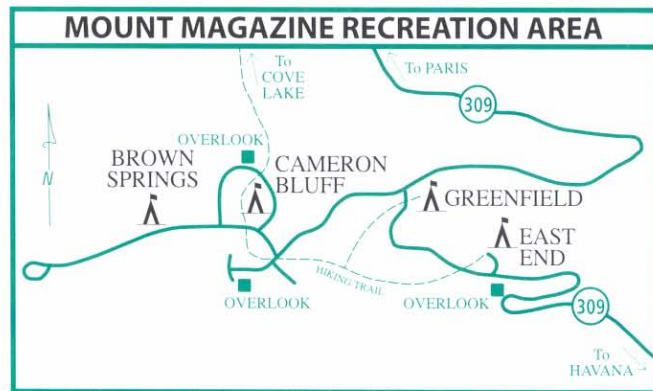 MOUNT MAGAZINE RECREATION AREA
To
COVE
LAKE
To PARIS
309
OVERLOOK
BROWN
SPRINGS
CAMERON
BLUFF
N
GREENFIELD
EAST
END
HIKING TRAIL
OVERLOOK
OVERLOOK
309
To
HAVANA